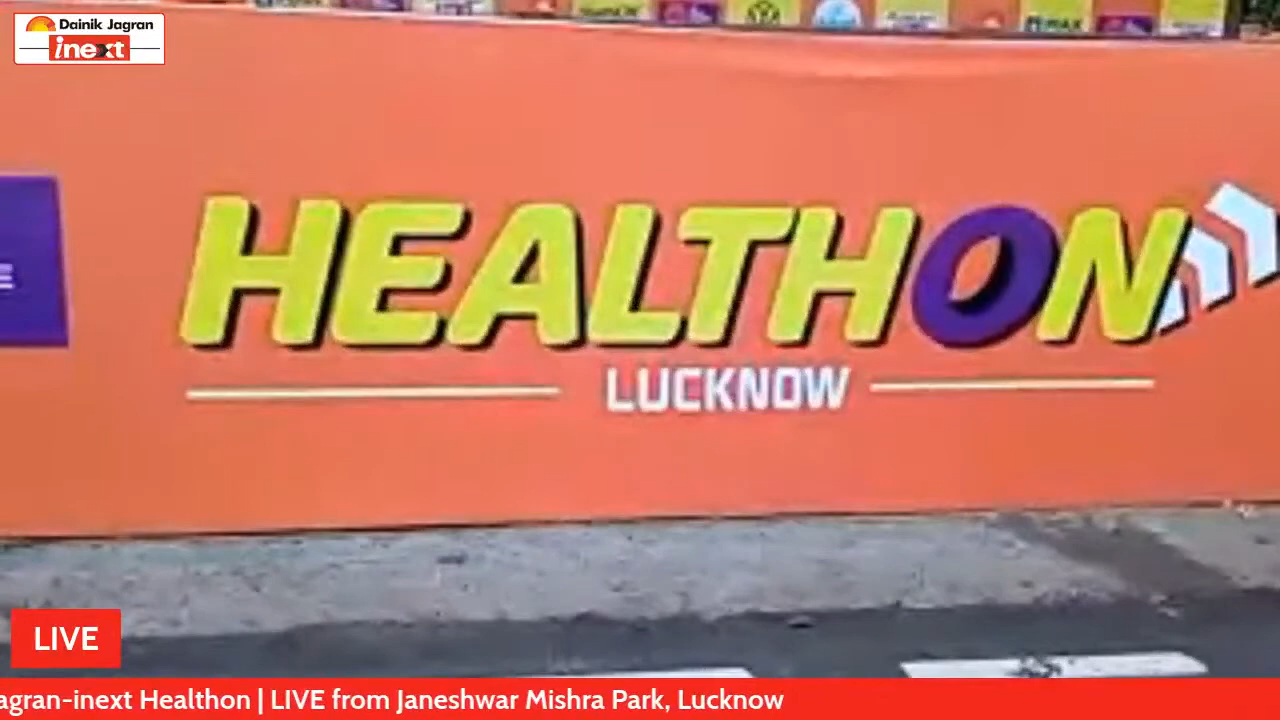 Dainik Jagran
inext
HEALTHON
LUCKNOW
LIVE
agran-inext Healthon | LIVE from Janeshwar Mishra Park, Lucknow